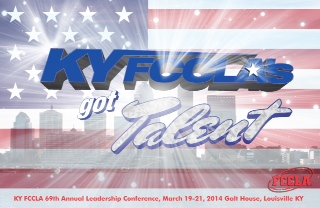 KY FCCLA's
got
Talent
FCCLA
KY FCCLA 69th Annual Leadership Conference, March 19-21, 2014 Galt House, Louisville KY